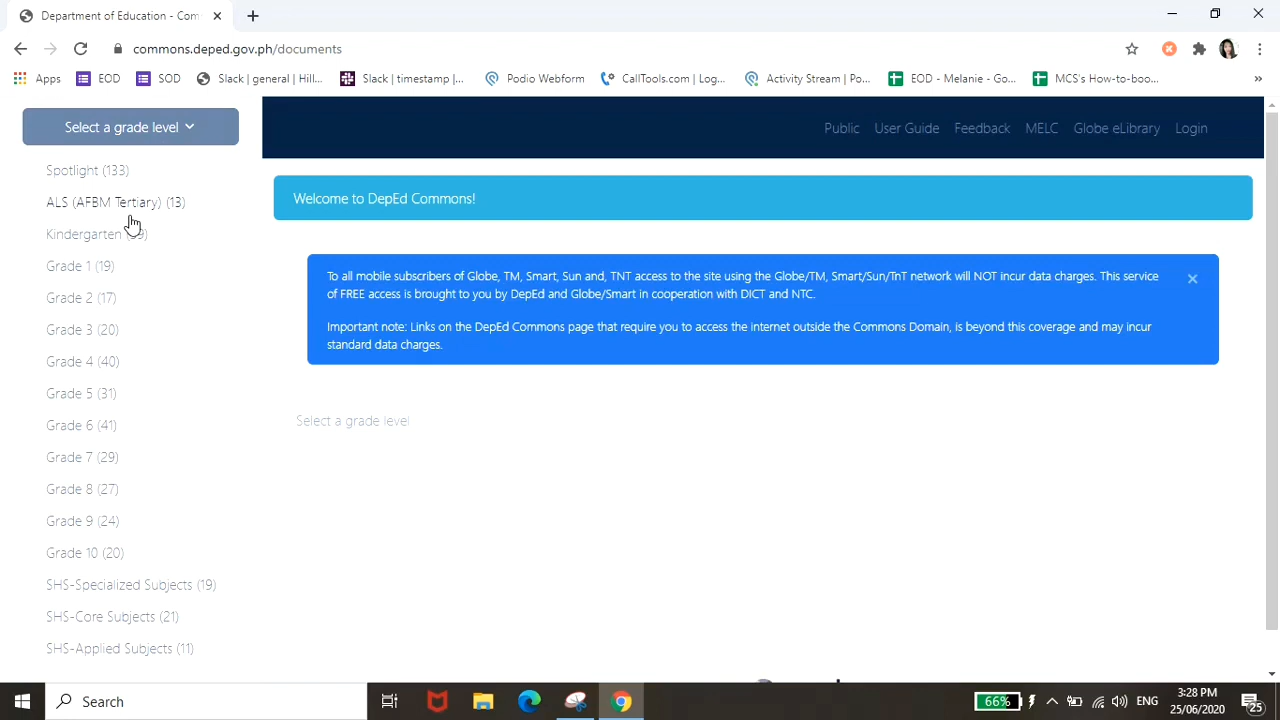 Department of Education - Com
commons.deped.gov.ph/documents
Apps
EOD
SOD
Slack | general | Hill...
Slack | timestamp |...
Podio Webform
CallTools.com | Log...
Activity Stream | Po...
EOD - Melanie - Go...
MCS's How-to-boo...
»
Select a grade level
Spotlight (133)
ALS (AFBM Tertiary) (13)
Kindergarten
Grade 1 (19)
Grade 2 (17)
Grade 3 (20)
Grade 4 (40)
Grade 5 (31)
Grade 6 (41)
Grade 7 (29)
Grade 8 (27)
Grade 9 (24)
Grade 10 (20)
SHS-Specialized Subjects (19)
SHS-Core Subjects (21)
SHS-Applied Subjects (11)
Public
User Guide
Feedback
MELC
Globe eLibrary
Login
Welcome to DepEd Commons!
To all mobile subscribers of Globe, TM, Smart, Sun and, TNT access to the site using the Globe/TM, Smart/Sun/TnT network will NOT incur data charges. This service
of FREE access is brought to you by DepEd and Globe/Smart in cooperation with DICT and NTC.
Important note: Links on the DepEd Commons page that require you to access the internet outside the Commons Domain, is beyond this coverage and may incur
standard data charges.
Select a grade level
Search
66%
ENG
3:28 PM
25/06/2020
25